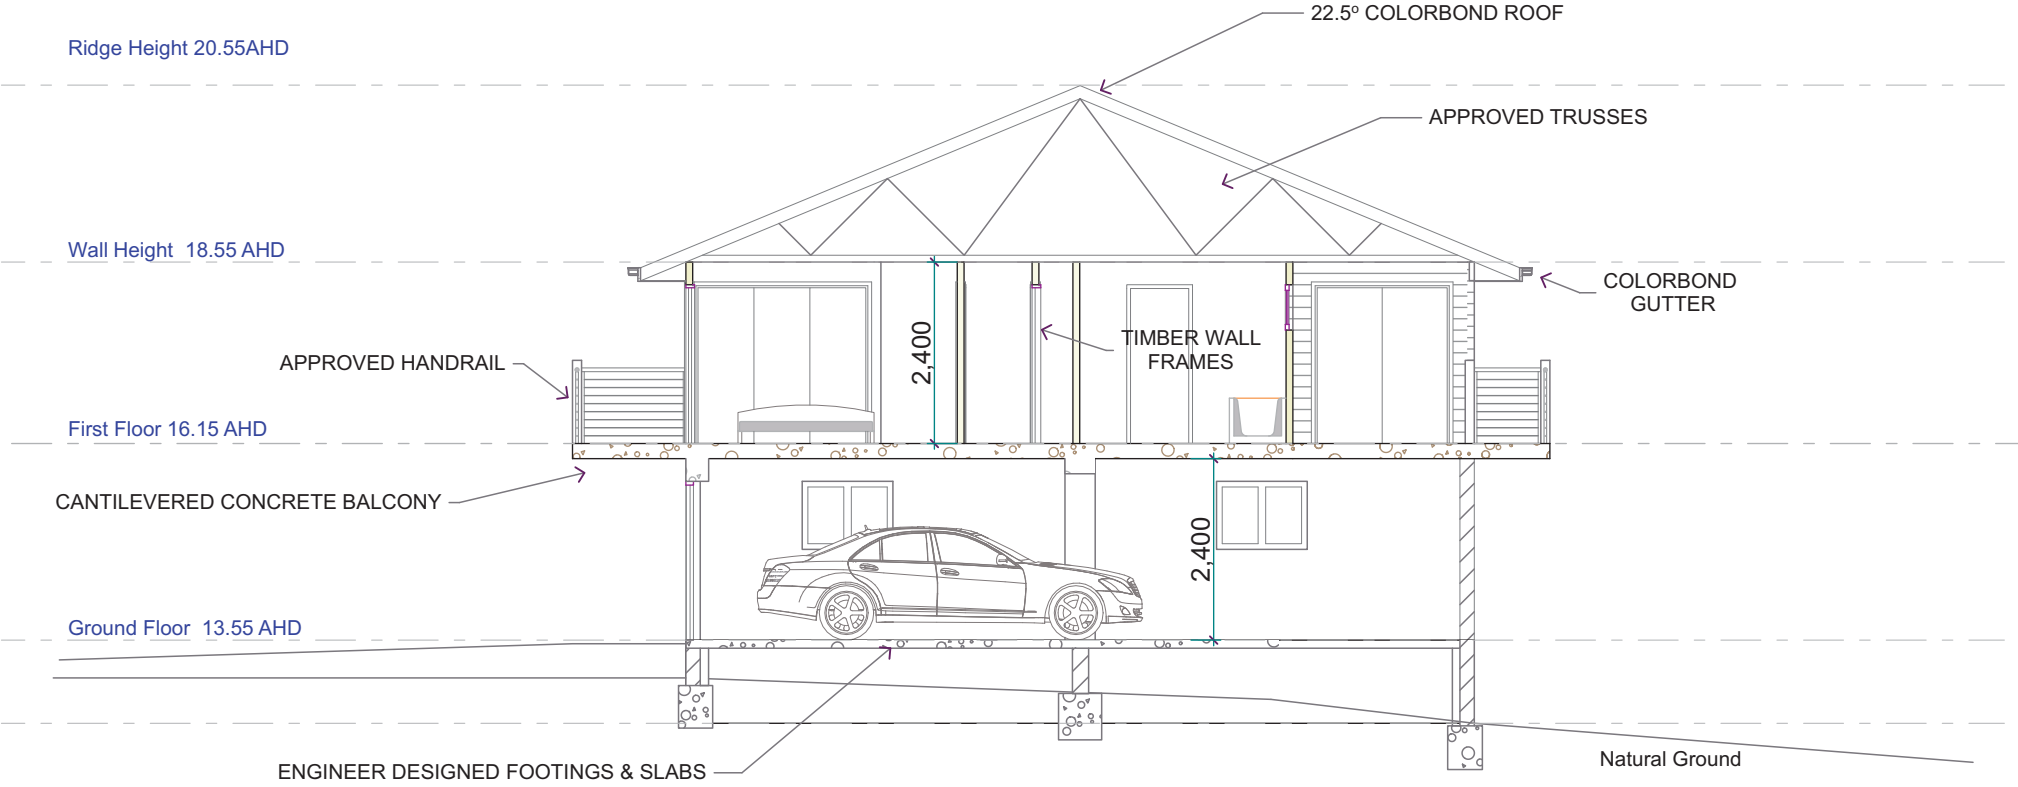 22.5º COLORBOND ROOF
Ridge Height 20.55AHD
APPROVED TRUSSES
Wall Height  18.55 AHD
COLORBOND
GUTTER
2,400
TIMBER WALL
FRAMES
APPROVED HANDRAIL
First Floor 16.15 AHD
CANTILEVERED CONCRETE BALCONY
2,400
Ground Floor  13.55 AHD
Natural Ground
ENGINEER DESIGNED FOOTINGS & SLABS